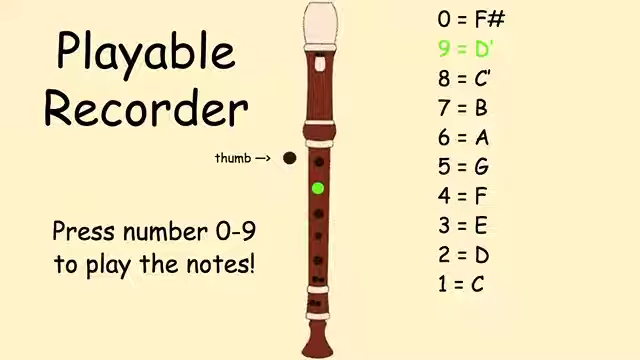 Playable
Recorder
thumb —>
Press number 0-9
to play the notes!
0 = F#
9 = D'
8 = C'
7 = B
6 = A
5 = G
4 = F
3 = E
2 = D
1 = C